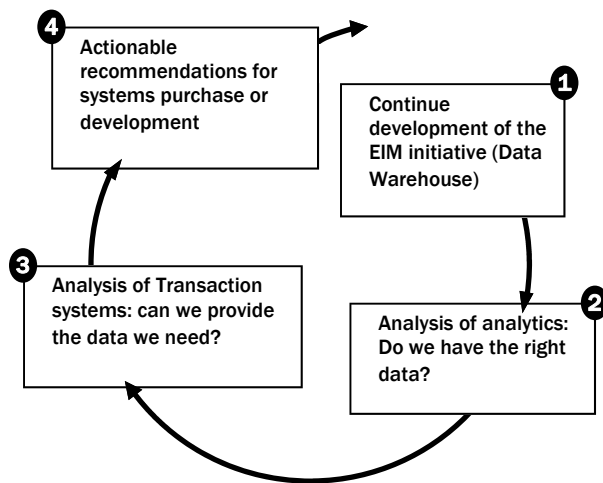 4
Actionable
recommendations for
systems purchase or
development
1
Continue
development of the
EIM initiative (Data
Warehouse)
3
Analysis of Transaction
systems: can we provide
the data we need?
2
Analysis of analytics:
Do we have the right
data?